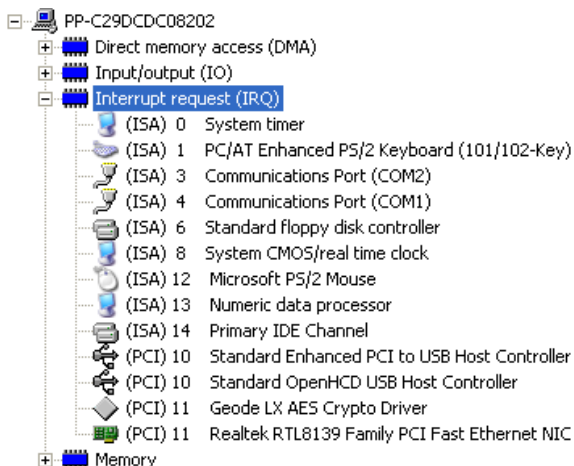 PP-C29DCDC08202
Direct memory access (DMA)
Input/output (IO)
Interrupt request (IRQ)
(ISA) 0 System timer
(ISA) 1 PC/AT Enhanced PS/2 Keyboard (101/102-Key)
(ISA) 3 Communications Port (COM2)
(ISA) 4 Communications Port (COM1)
(ISA) 6 Standard floppy disk controller
(ISA) 8 System CMOS/real time clock
(ISA) 12 Microsoft PS/2 Mouse
(ISA) 13 Numeric data processor
(ISA) 14 Primary IDE Channel
(PCI) 10 Standard Enhanced PCI to USB Host Controller
(PCI) 10 Standard OpenHCD USB Host Controller
(PCI) 11 Geode LX AES Crypto Driver
(PCI) 11 Realtek RTL8139 Family PCI Fast Ethernet NIC
Memory